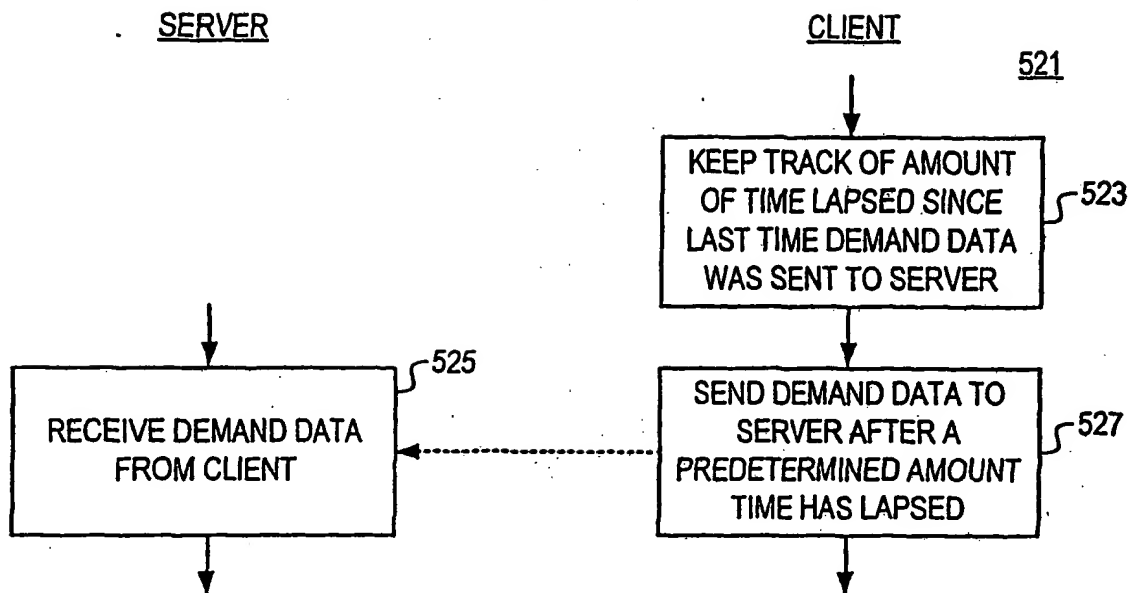 SERVER
CLIENT
521
KEEP TRACK OF AMOUNT
OF TIME LAPSED SINCE
LAST TIME DEMAND DATA
WAS SENT TO SERVER
523
RECEIVE DEMAND DATA
FROM CLIENT
525
SEND DEMAND DATA TO
SERVER AFTER A
PREDETERMINED AMOUNT
TIME HAS LAPSED
527